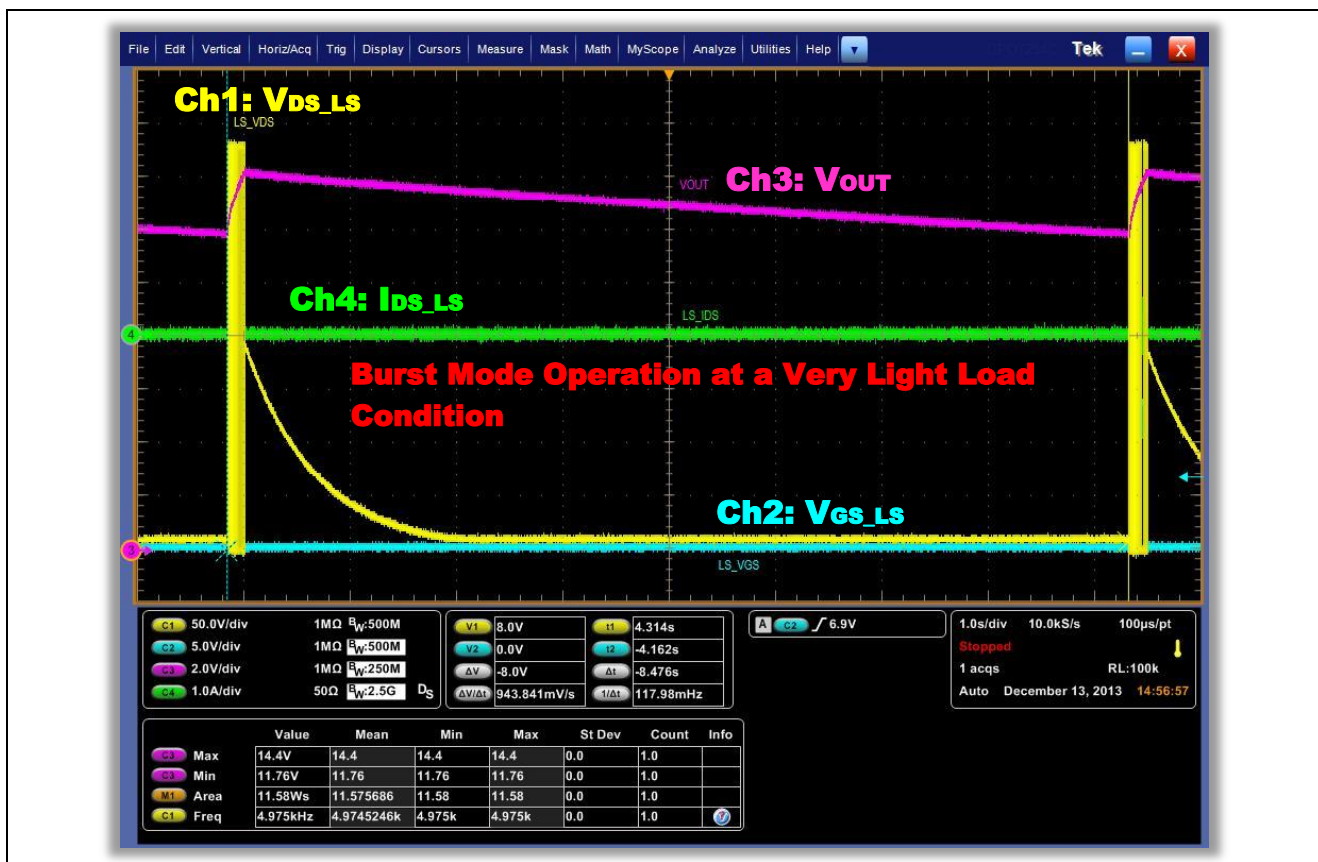 File Edit Vertical Horiz/Acq Trig Display Cursors Measure Mask Math MyScope Analyze Utilities Help Tek X
Ch1: VDS_LS
LS_VDS
VOUT Ch3: VOUT
Ch4: IDS_LS
LS_IDS
4
Burst Mode Operation at a Very Light Load
Condition
Ch2: VGS_LS
3
LS_VGS
C1 50.0V/div 1MΩ BW:500M
C2 5.0V/div 1MΩ BW:500M
C3 2.0V/div 1MΩ BW:250M
C4 1.0A/div 50Ω BW:2.5G DS
V1 8.0V t1 4.314s
V2 0.0V t2 -4.162s
ΔV -8.0V Δt -8.476s
ΔV/Δt 943.841mV/s 1/Δt 117.98mHz
A C2 6.9V
1.0s/div 10.0kS/s 100µs/pt
Stopped
1 acqs RL:100k
Auto December 13, 2013 14:56:57
Value Mean Min Max St Dev Count Info
C3 Max 14.4V 14.4 14.4 14.4 0.0 1.0
C3 Min 11.76V 11.76 11.76 11.76 0.0 1.0
M1 Area 11.58Ws 11.575686 11.58 11.58 0.0 1.0
C1 Freq 4.975kHz 4.9745246k 4.975k 4.975k 0.0 1.0